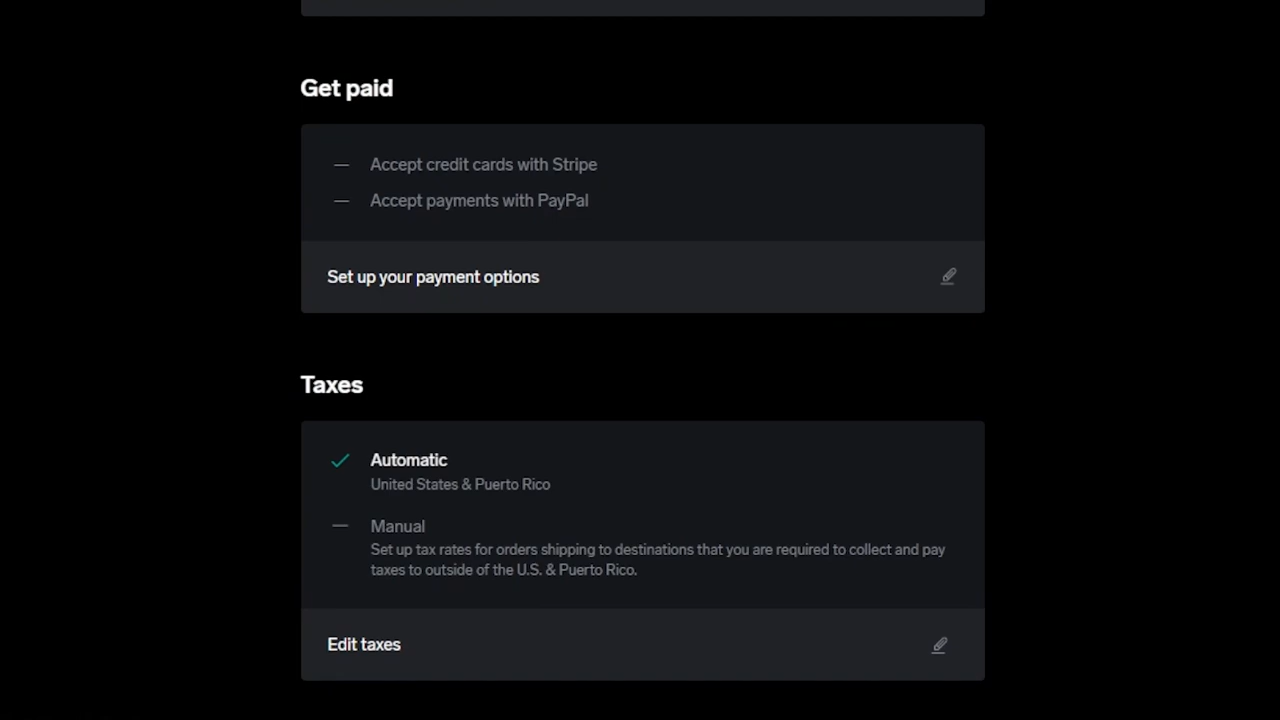 Get paid
— Accept credit cards with Stripe
— Accept payments with PayPal
Set up your payment options
Taxes
Automatic
United States & Puerto Rico
— Manual
Set up tax rates for orders shipping to destinations that you are required to collect and pay
taxes to outside of the U.S. & Puerto Rico.
Edit taxes